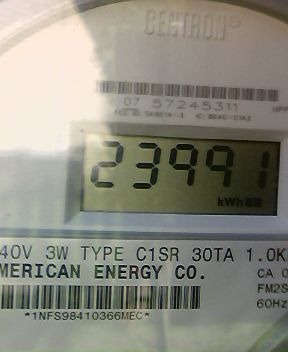 CENTRON®
07 57245311
23991
kWh
40V 3W TYPE C1SR 30TA 1.0K
MERICAN ENERGY CO.
CA 0
FM2S
60Hz
*1NFS98410366MEC*